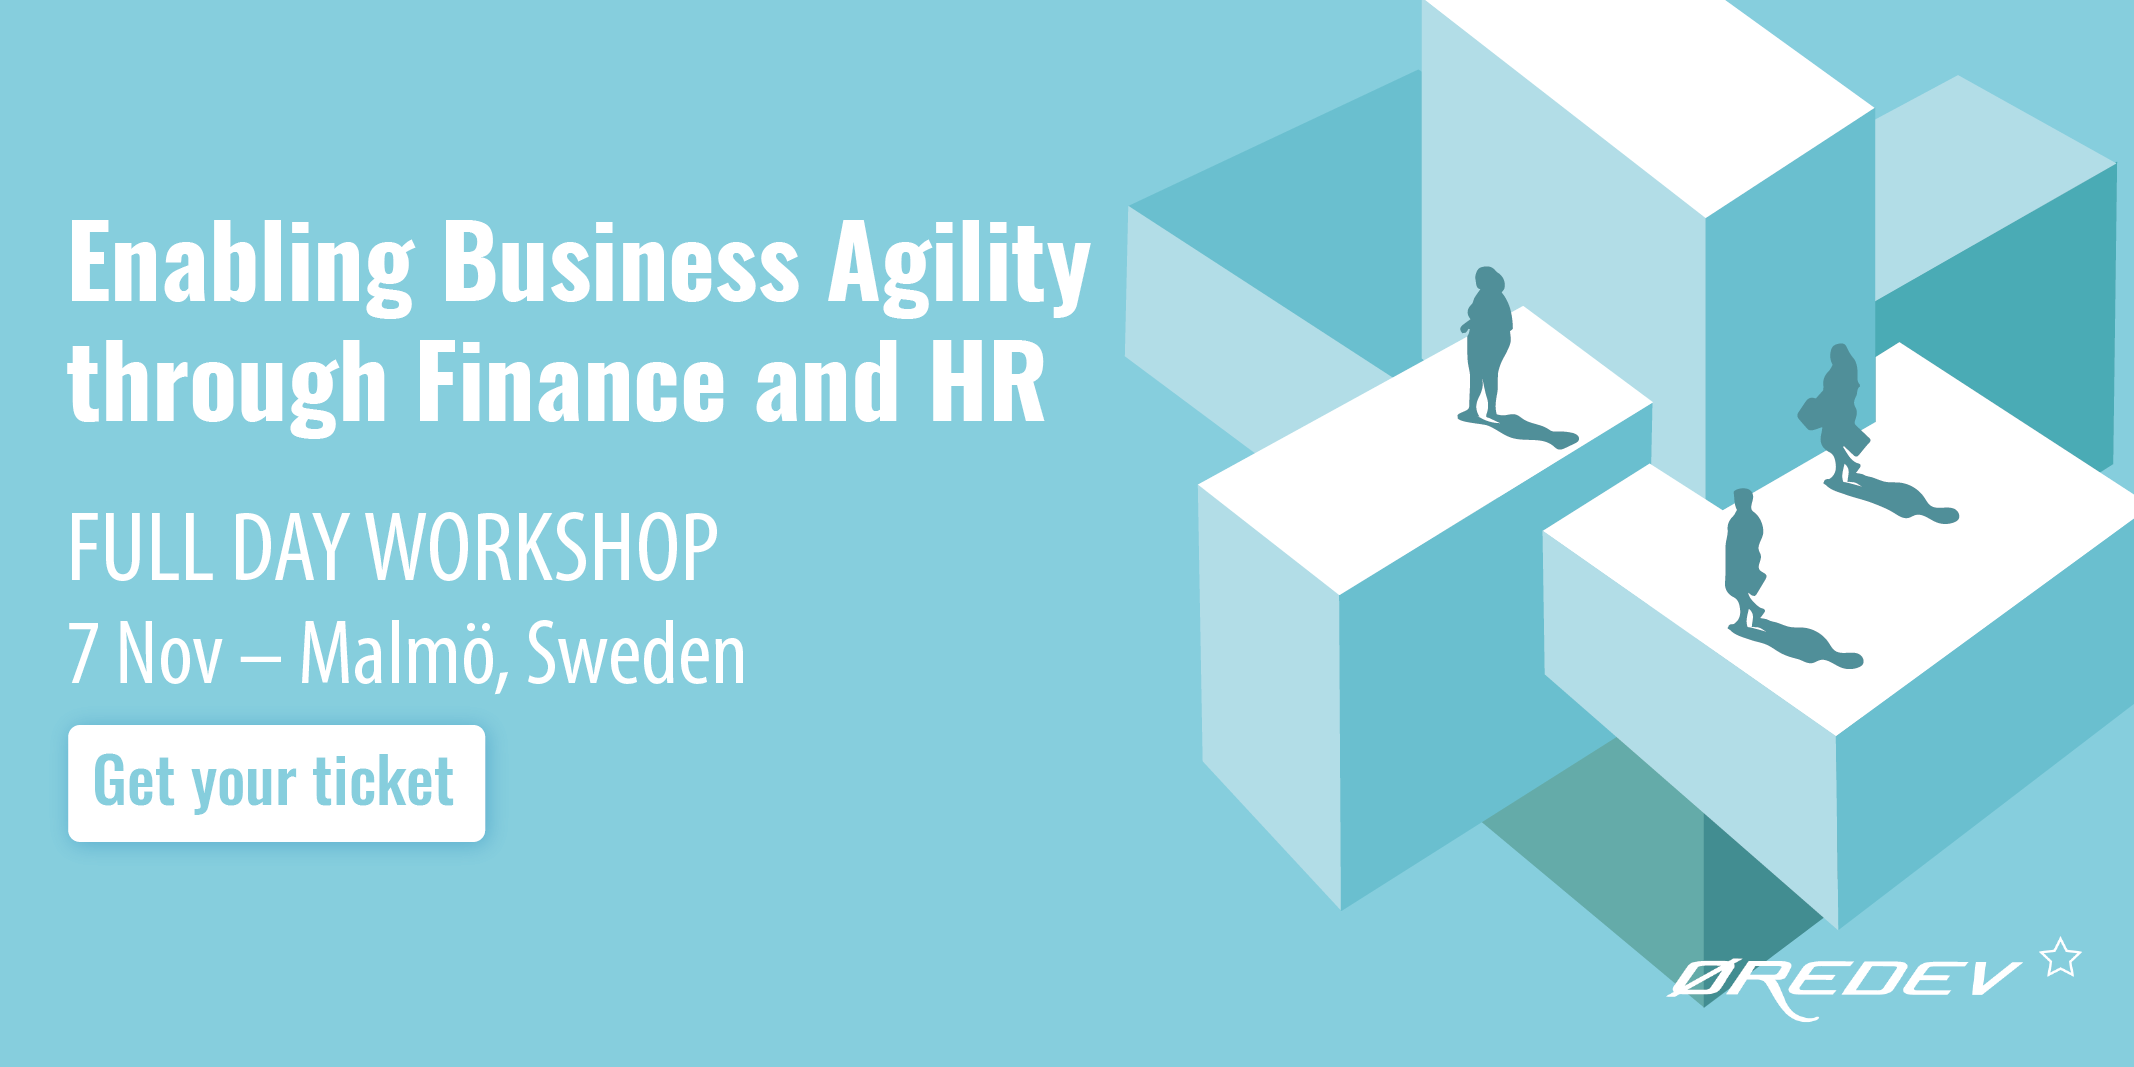 Enabling Business Agility
through Finance and HR
FULL DAY WORKSHOP
7 Nov – Malmö, Sweden
Get your ticket
ØREDEV